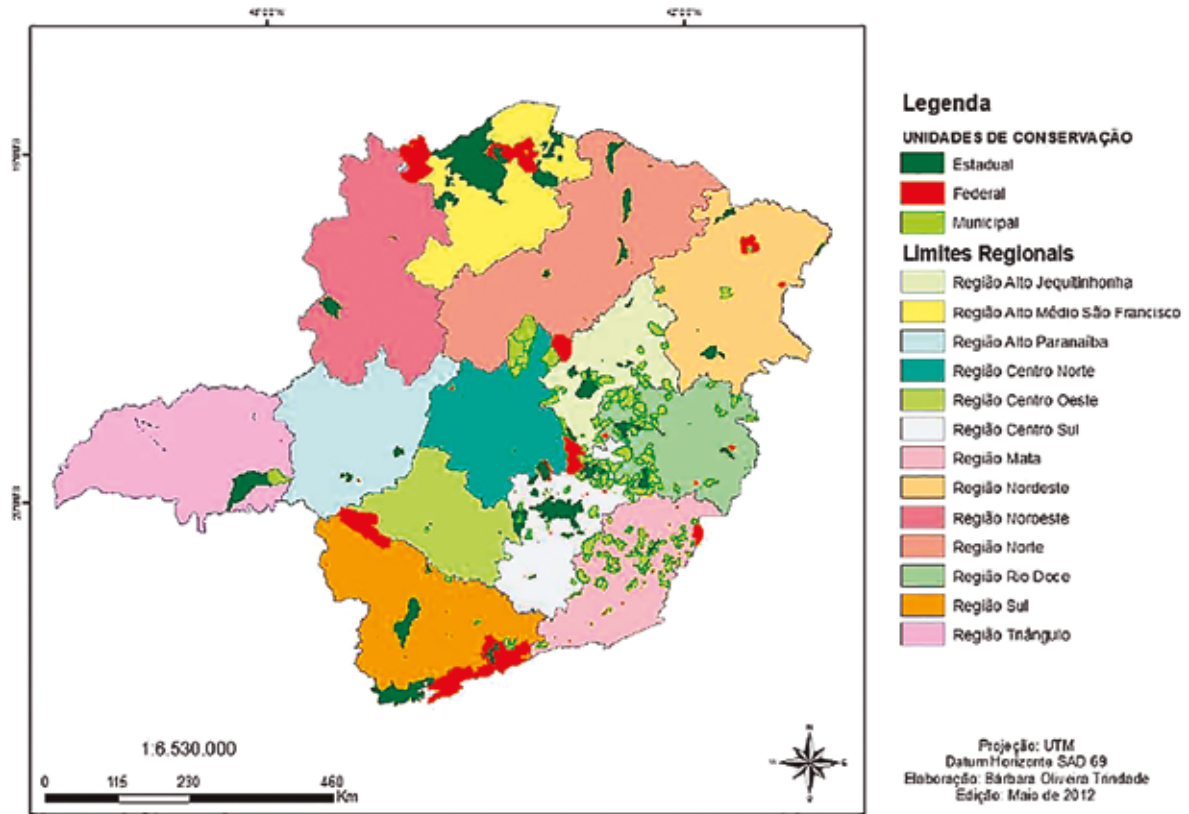 Legenda
UNIDADES DE CONSERVAÇÃO
Estadual
Federal
Municipal
Limites Regionais
Região Alto Jequitinhonha
Região Alto Médio São Francisco
Região Alto Paranaíba
Região Centro Norte
Região Centro Oeste
Região Centro Sul
Região Mata
Região Nordeste
Região Noroeste
Região Norte
Região Rio Doce
Região Sul
Região Triângulo
1:6.530.000
0 115 230 460
Km
N
E
S
Projeção: UTM
Datum Horizonte SAD 69
Elaboração: Bárbara Oliveira Trindade
Edição: Maio de 2012